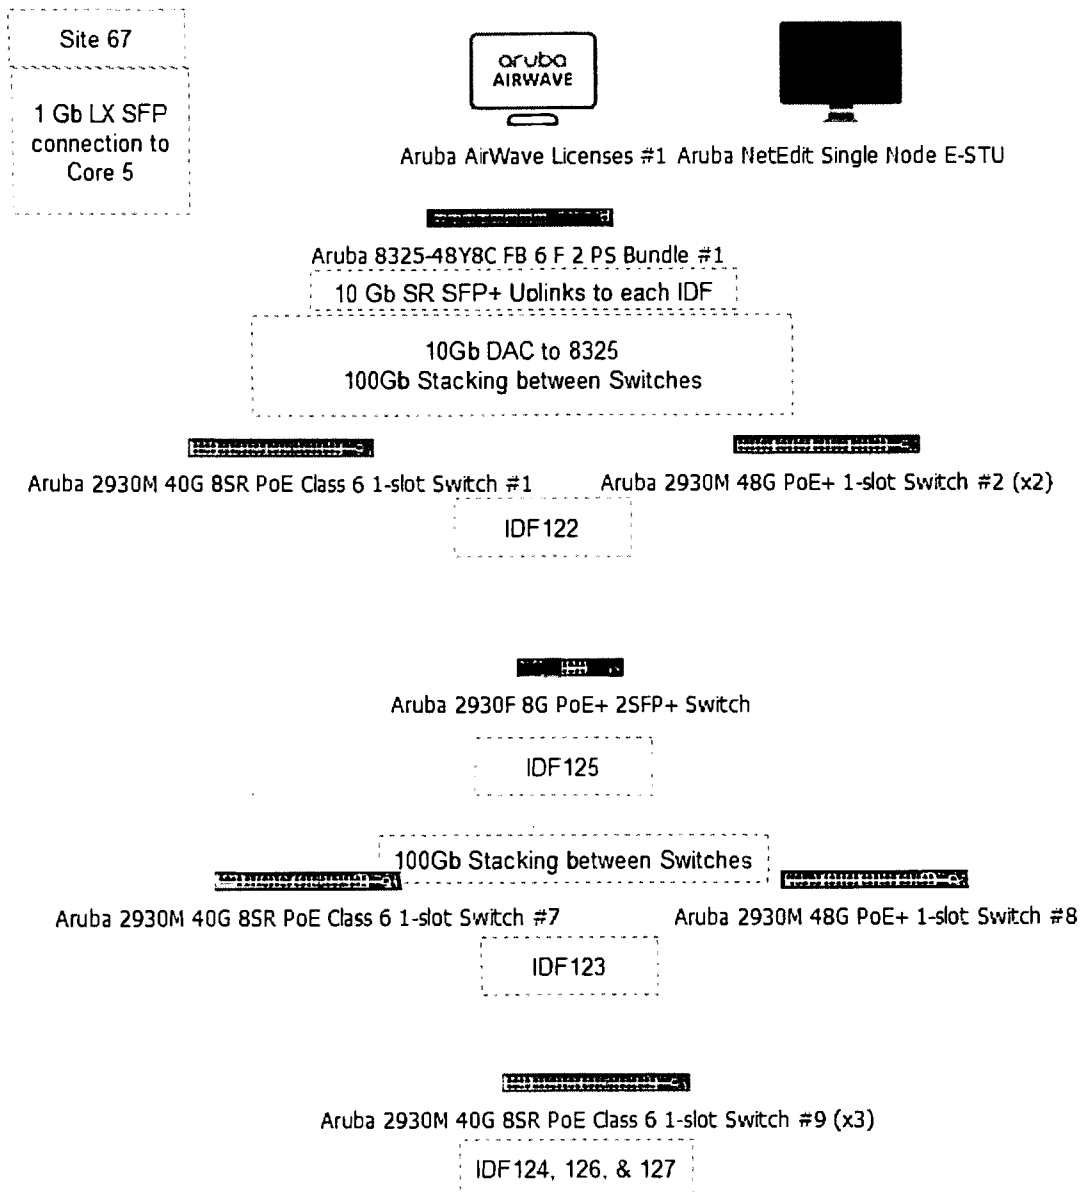 Site 67
1 Gb LX SFP
connection to
Core 5
aruba
AIRWAVE
Aruba AirWave Licenses #1 Aruba NetEdit Single Node E-STU
Aruba 8325-48Y8C FB 6 F 2 PS Bundle #1
10 Gb SR SFP+ Uplinks to each IDF
10Gb DAC to 8325
100Gb Stacking between Switches
Aruba 2930M 40G 8SR PoE Class 6 1-slot Switch #1
Aruba 2930M 48G PoE+ 1-slot Switch #2 (x2)
IDF122
Aruba 2930F 8G PoE+ 2SFP+ Switch
IDF125
100Gb Stacking between Switches
Aruba 2930M 40G 8SR PoE Class 6 1-slot Switch #7
Aruba 2930M 48G PoE+ 1-slot Switch #8
IDF123
Aruba 2930M 40G 8SR PoE Class 6 1-slot Switch #9 (x3)
IDF124, 126, & 127